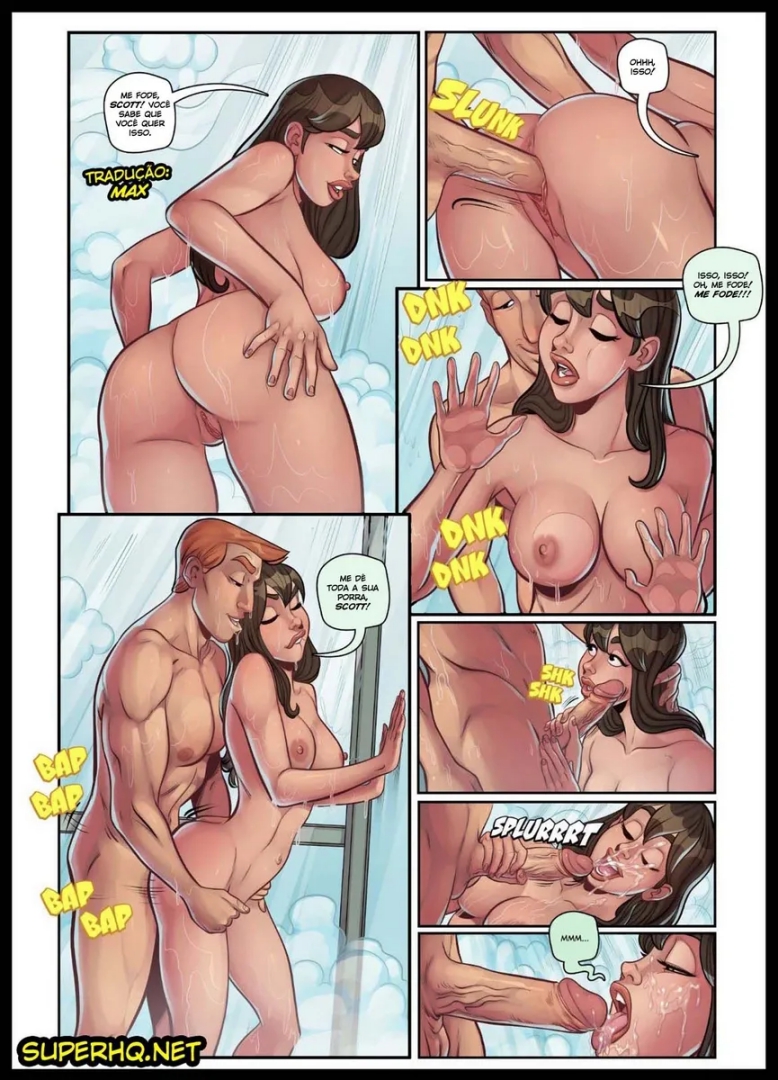 ME FODE,
SCOTT! VOCÊ
SABE QUE
VOCÊ QUER
ISSO.
TRADUÇÃO:
MÁX
OHHH,
ISSO!
SLUNK
ISSO, ISSO!
OH, ME FODE!
ME FODE!!!
DNK
DNK
DNK
DNK
ME DÊ
TODA A SUA
PORRA,
SCOTT!
BAP
BAP
BAP
BAP
SHK
SHK
SPLURRRT
MMM...
SUPERHQ.NET